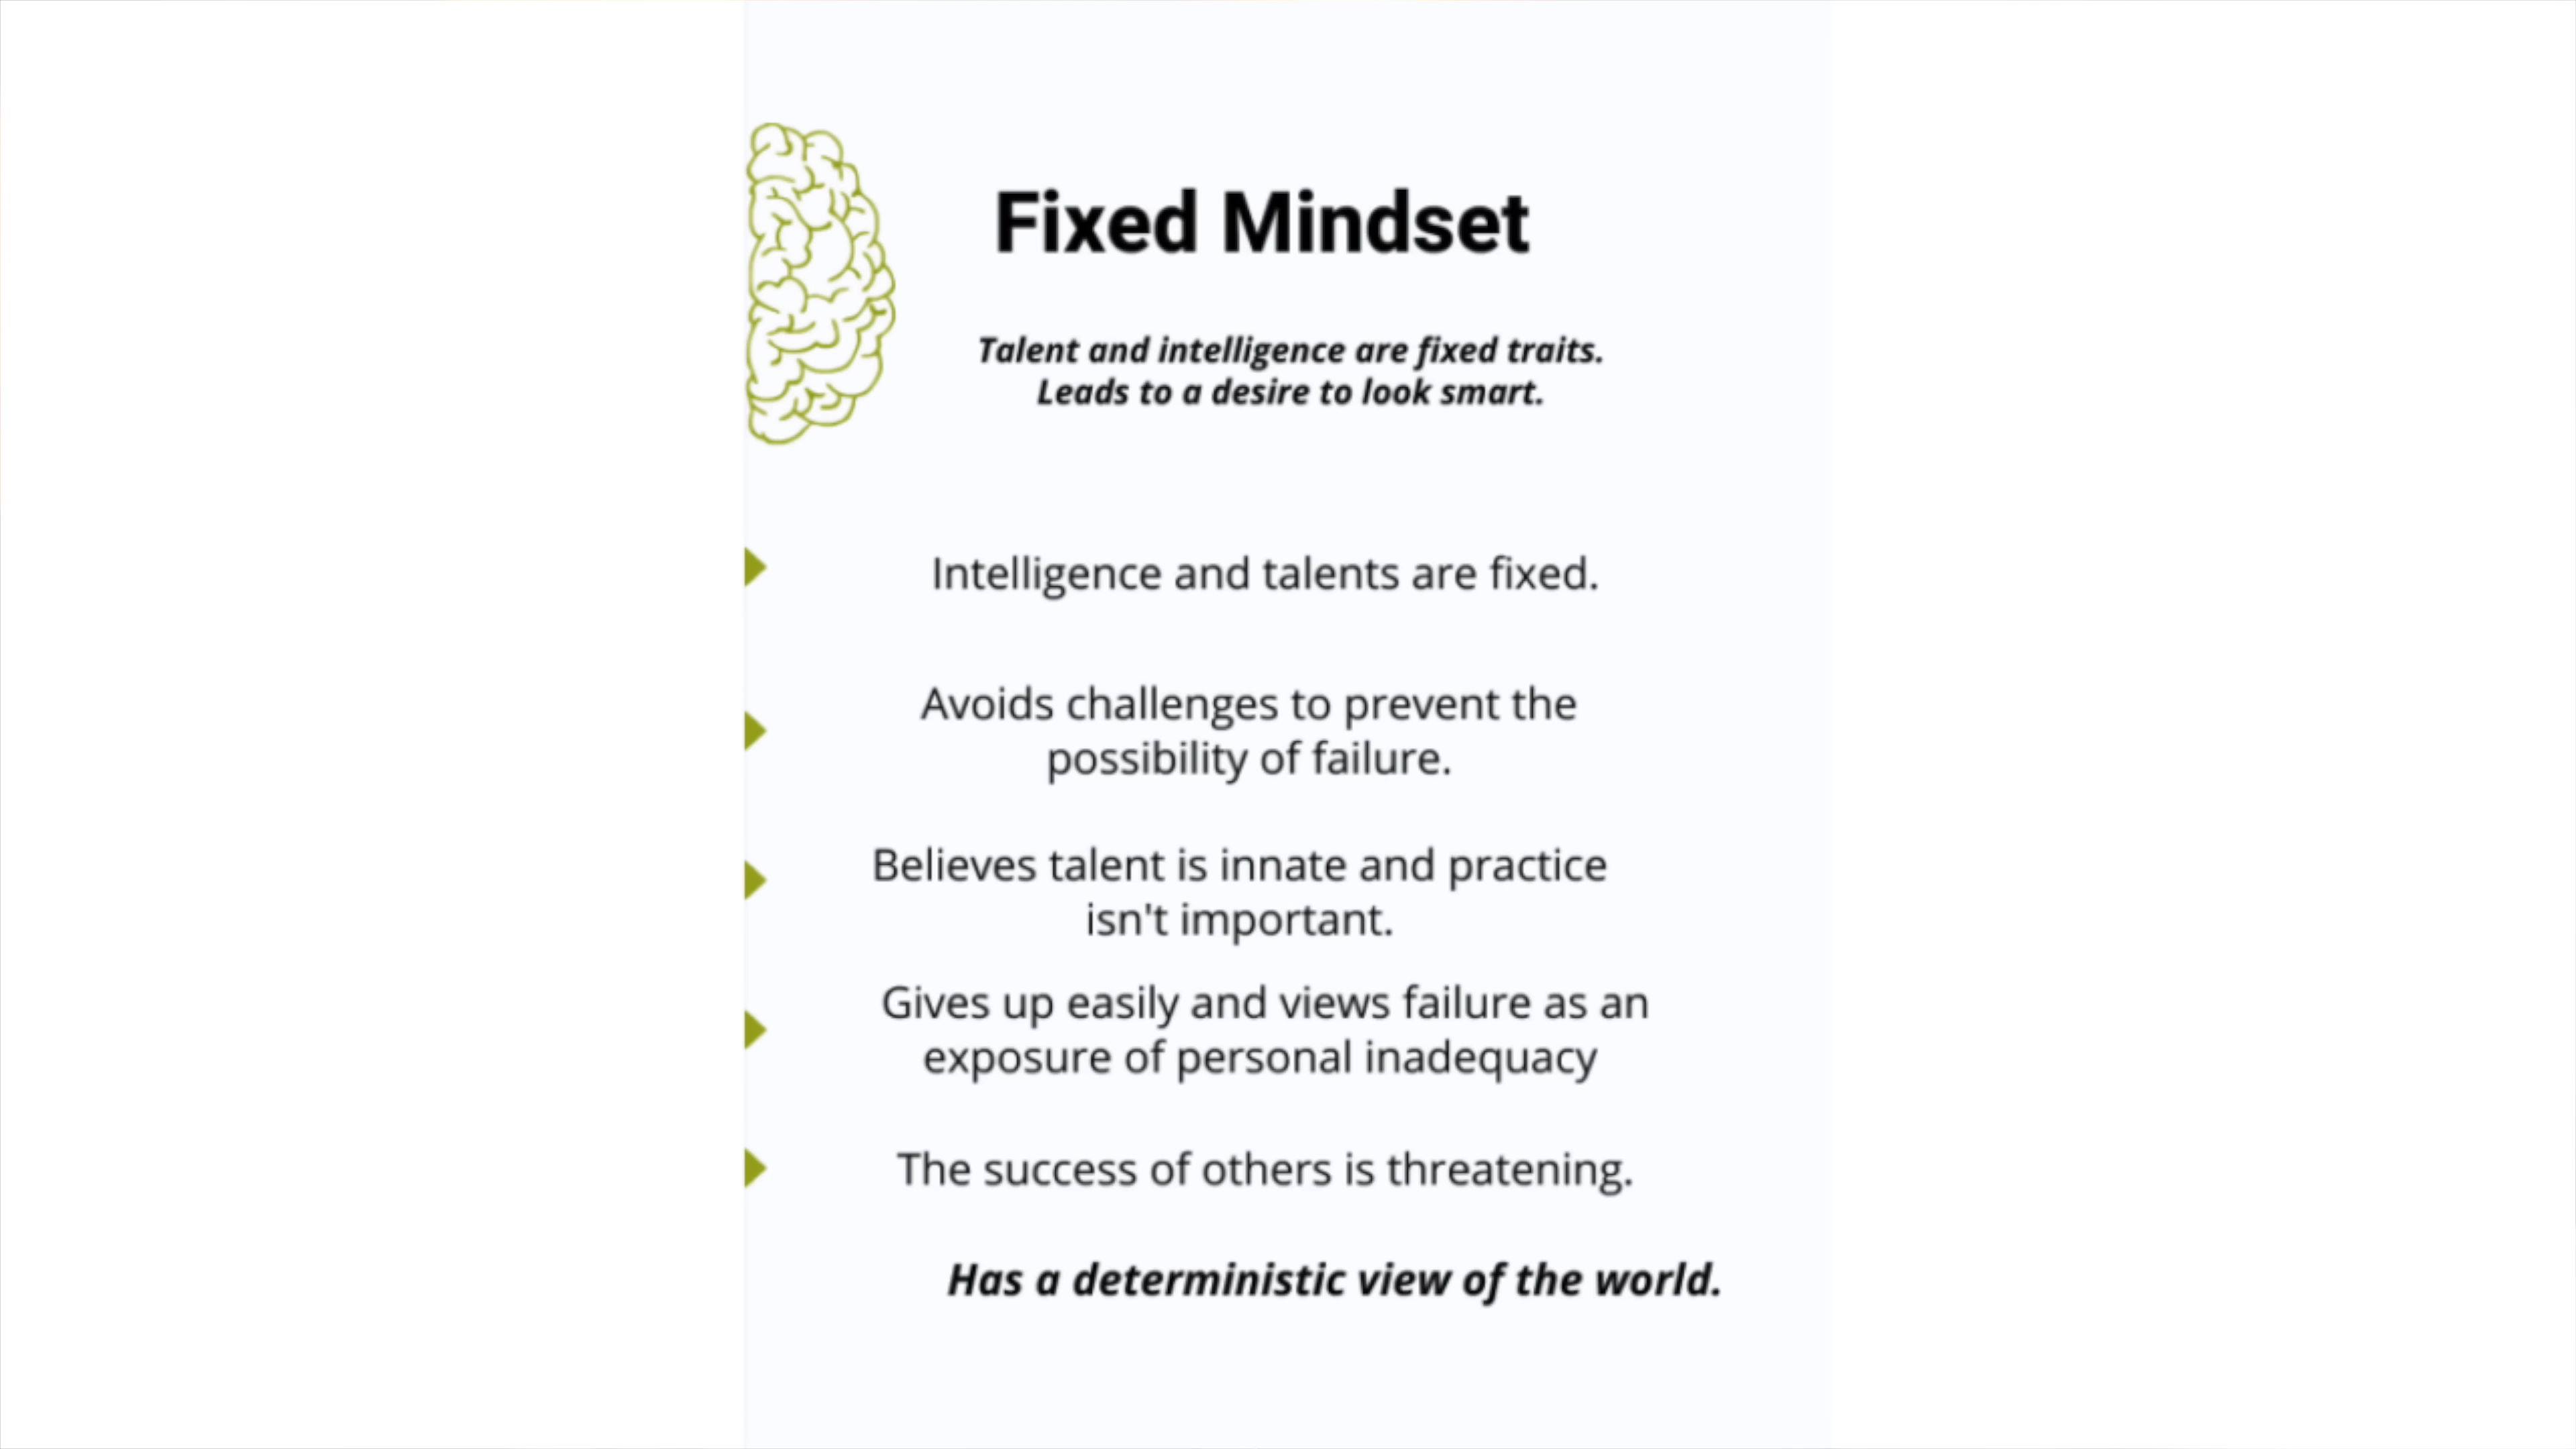 Fixed Mindset
Talent and intelligence are fixed traits.
Leads to a desire to look smart.
Intelligence and talents are fixed.
Avoids challenges to prevent the
possibility of failure.
Believes talent is innate and practice
isn't important.
Gives up easily and views failure as an
exposure of personal inadequacy
The success of others is threatening.
Has a deterministic view of the world.